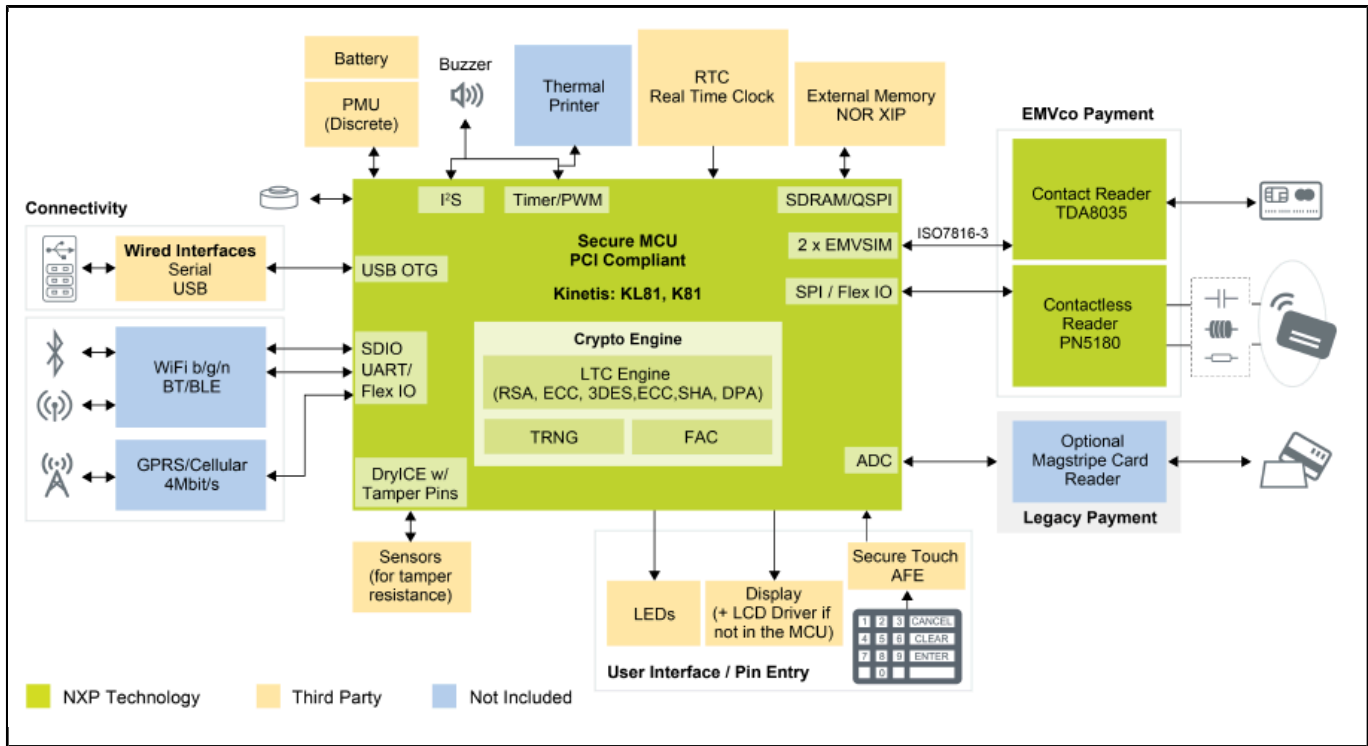 Battery
PMU
(Discrete)
Buzzer
Thermal
Printer
RTC
Real Time Clock
External Memory
NOR XIP
EMVco Payment
Contact Reader
TDA8035
Contactless
Reader
PN5180
ISO7816-3
Connectivity
Wired Interfaces
Serial
USB
WiFi b/g/n
BT/BLE
GPRS/Cellular
4Mbit/s
I²S
Timer/PWM
SDRAM/QSPI
2 x EMVSIM
SPI / Flex IO
USB OTG
SDIO
UART/
Flex IO
DryICE w/
Tamper Pins
ADC
Secure MCU
PCI Compliant
Kinetis: KL81, K81
Crypto Engine
LTC Engine
(RSA, ECC, 3DES,ECC,SHA, DPA)
TRNG
FAC
Optional
Magstripe Card
Reader
Legacy Payment
Sensors
(for tamper
resistance)
LEDs
Display
(+ LCD Driver if
not in the MCU)
Secure Touch
AFE
1 2 3 CANCEL
4 5 6 CLEAR
7 8 9 ENTER
0
User Interface / Pin Entry
NXP Technology
Third Party
Not Included